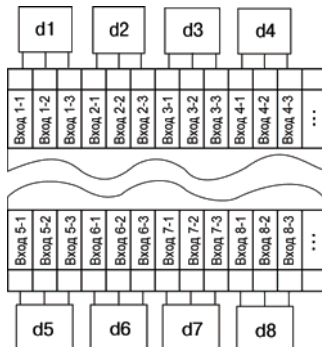 d1 d2 d3 d4
Вход 1-1 Вход 1-2 Вход 1-3 Вход 2-1 Вход 2-2 Вход 2-3 Вход 3-1 Вход 3-2 Вход 3-3 Вход 4-1 Вход 4-2 Вход 4-3 ...
Вход 5-1 Вход 5-2 Вход 5-3 Вход 6-1 Вход 6-2 Вход 6-3 Вход 7-1 Вход 7-2 Вход 7-3 Вход 8-1 Вход 8-2 Вход 8-3 ...
d5 d6 d7 d8